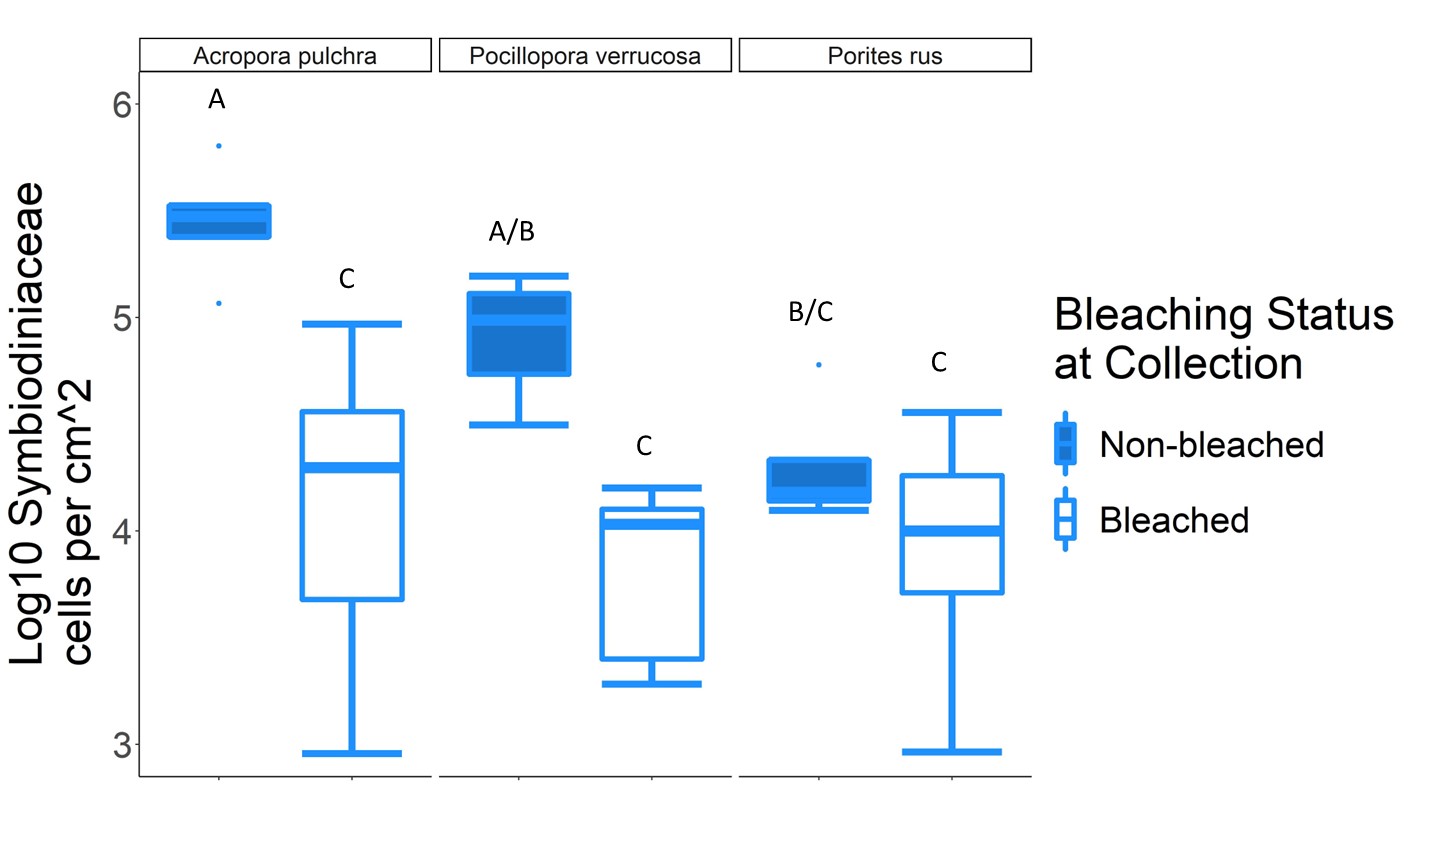 Acropora pulchra
Pocillopora verrucosa
Porites rus
Log10 Symbiodiniaceae
cells per cm^2
6
5
4
3
A
C
A/B
C
B/C
C
Bleaching Status
at Collection
Non-bleached
Bleached